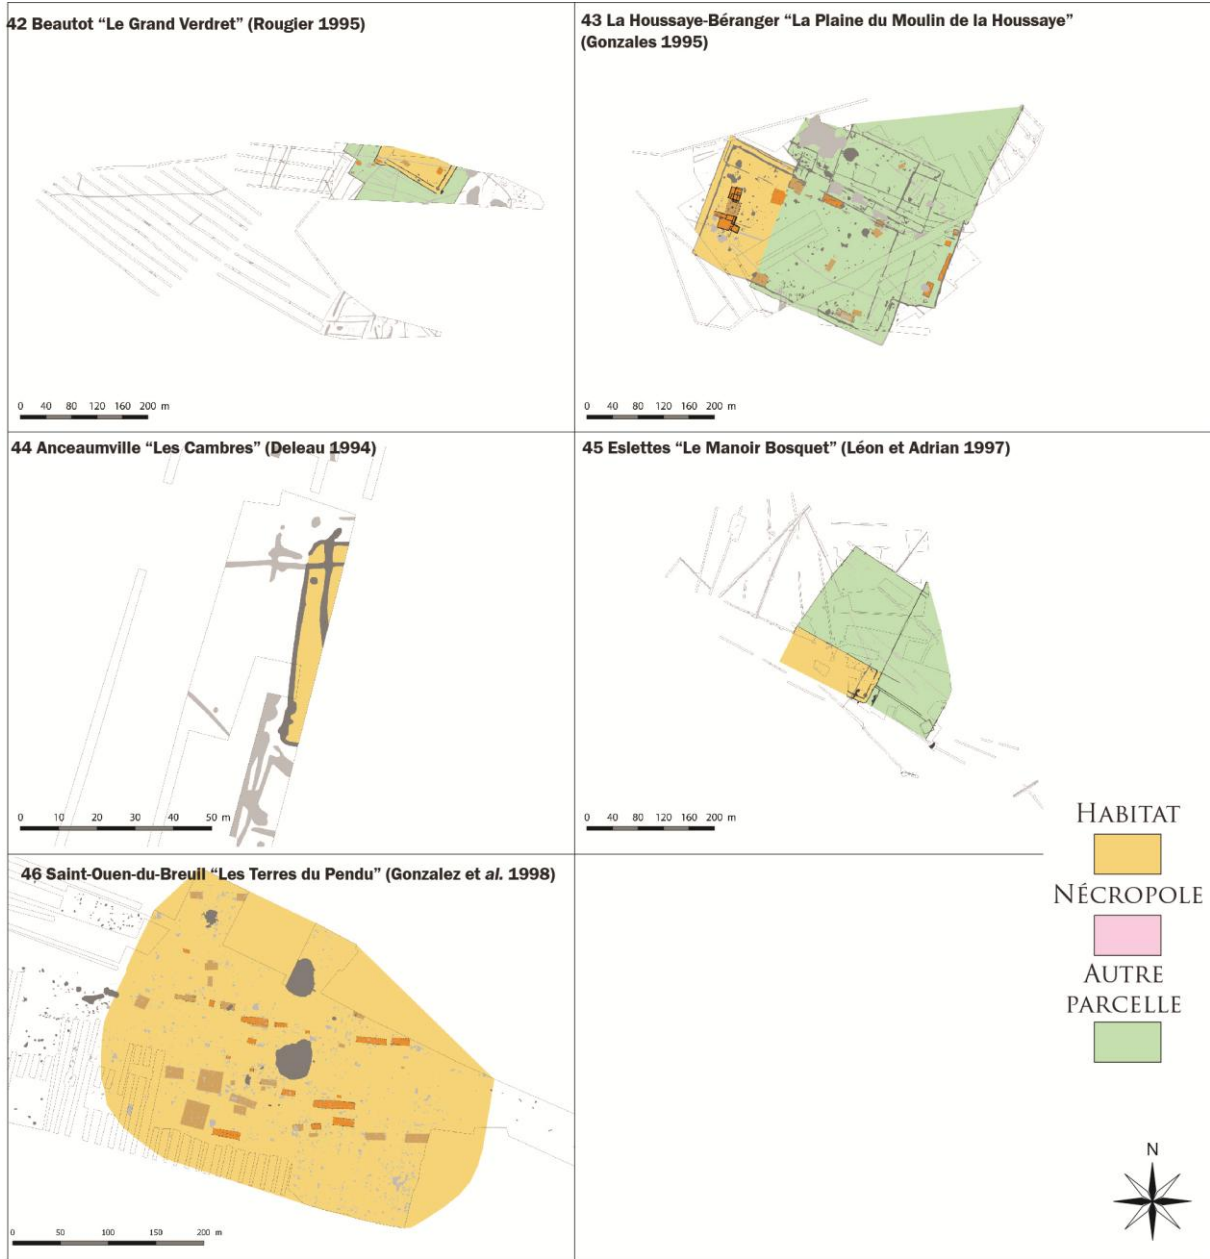 42 Beautot “Le Grand Verdret” (Rougier 1995)
0 40 80 120 160 200 m
43 La Houssaye-Béranger “La Plaine du Moulin de la Houssaye”
(Gonzales 1995)
0 40 80 120 160 200 m
44 Anceaumville “Les Cambres” (Deleau 1994)
0 10 20 30 40 50 m
45 Eslettes “Le Manoir Bosquet” (Léon et Adrian 1997)
0 40 80 120 160 200 m
46 Saint-Ouen-du-Breuil “Les Terres du Pendu” (Gonzalez et al. 1998)
0 50 100 150 200 m
HABITAT
NÉCROPOLE
AUTRE
PARCELLE
N